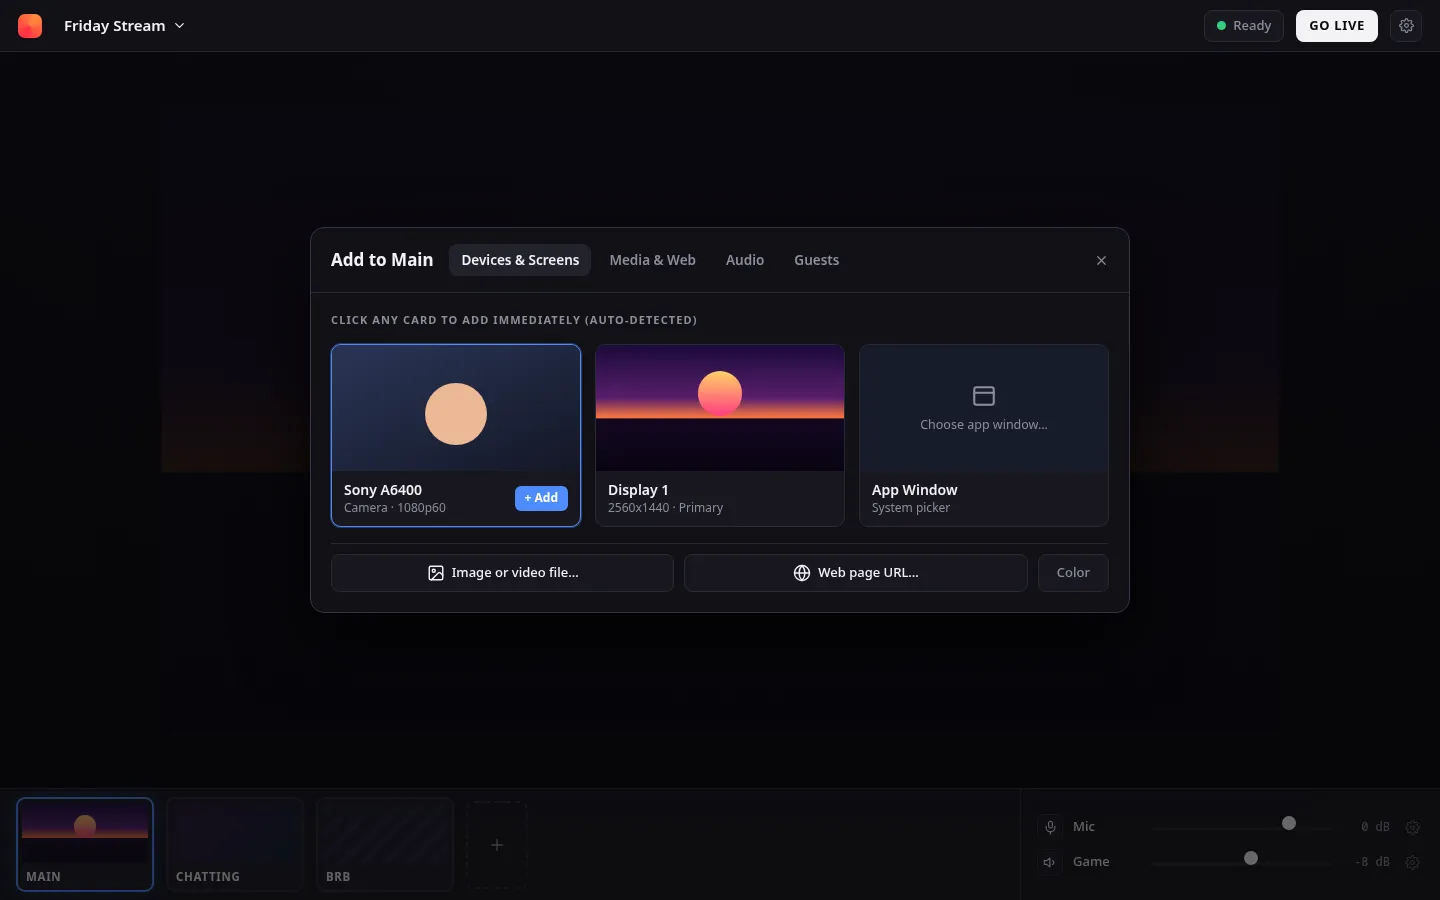 Friday Stream
Ready
GO LIVE
Add to Main
Devices & Screens
Media & Web
Audio
Guests
CLICK ANY CARD TO ADD IMMEDIATELY (AUTO-DETECTED)
Sony A6400
Camera · 1080p60
+ Add
Display 1
2560x1440 · Primary
Choose app window...
App Window
System picker
Image or video file...
Web page URL...
Color
MAIN
CHATTING
BRB
+
Mic
0 dB
Game
-8 dB